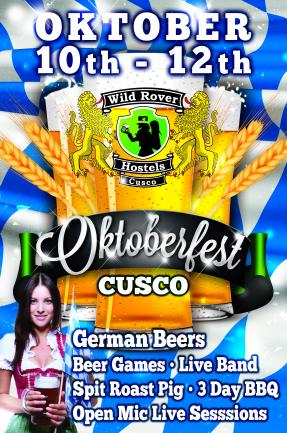 OKTOBER
10th - 12th
Wild Rover
Hostels
Cusco
Oktoberfest
CUSCO
German Beers
Beer Games · Live Band
Spit Roast Pig · 3 Day BBQ
Open Mic Live Sesssions